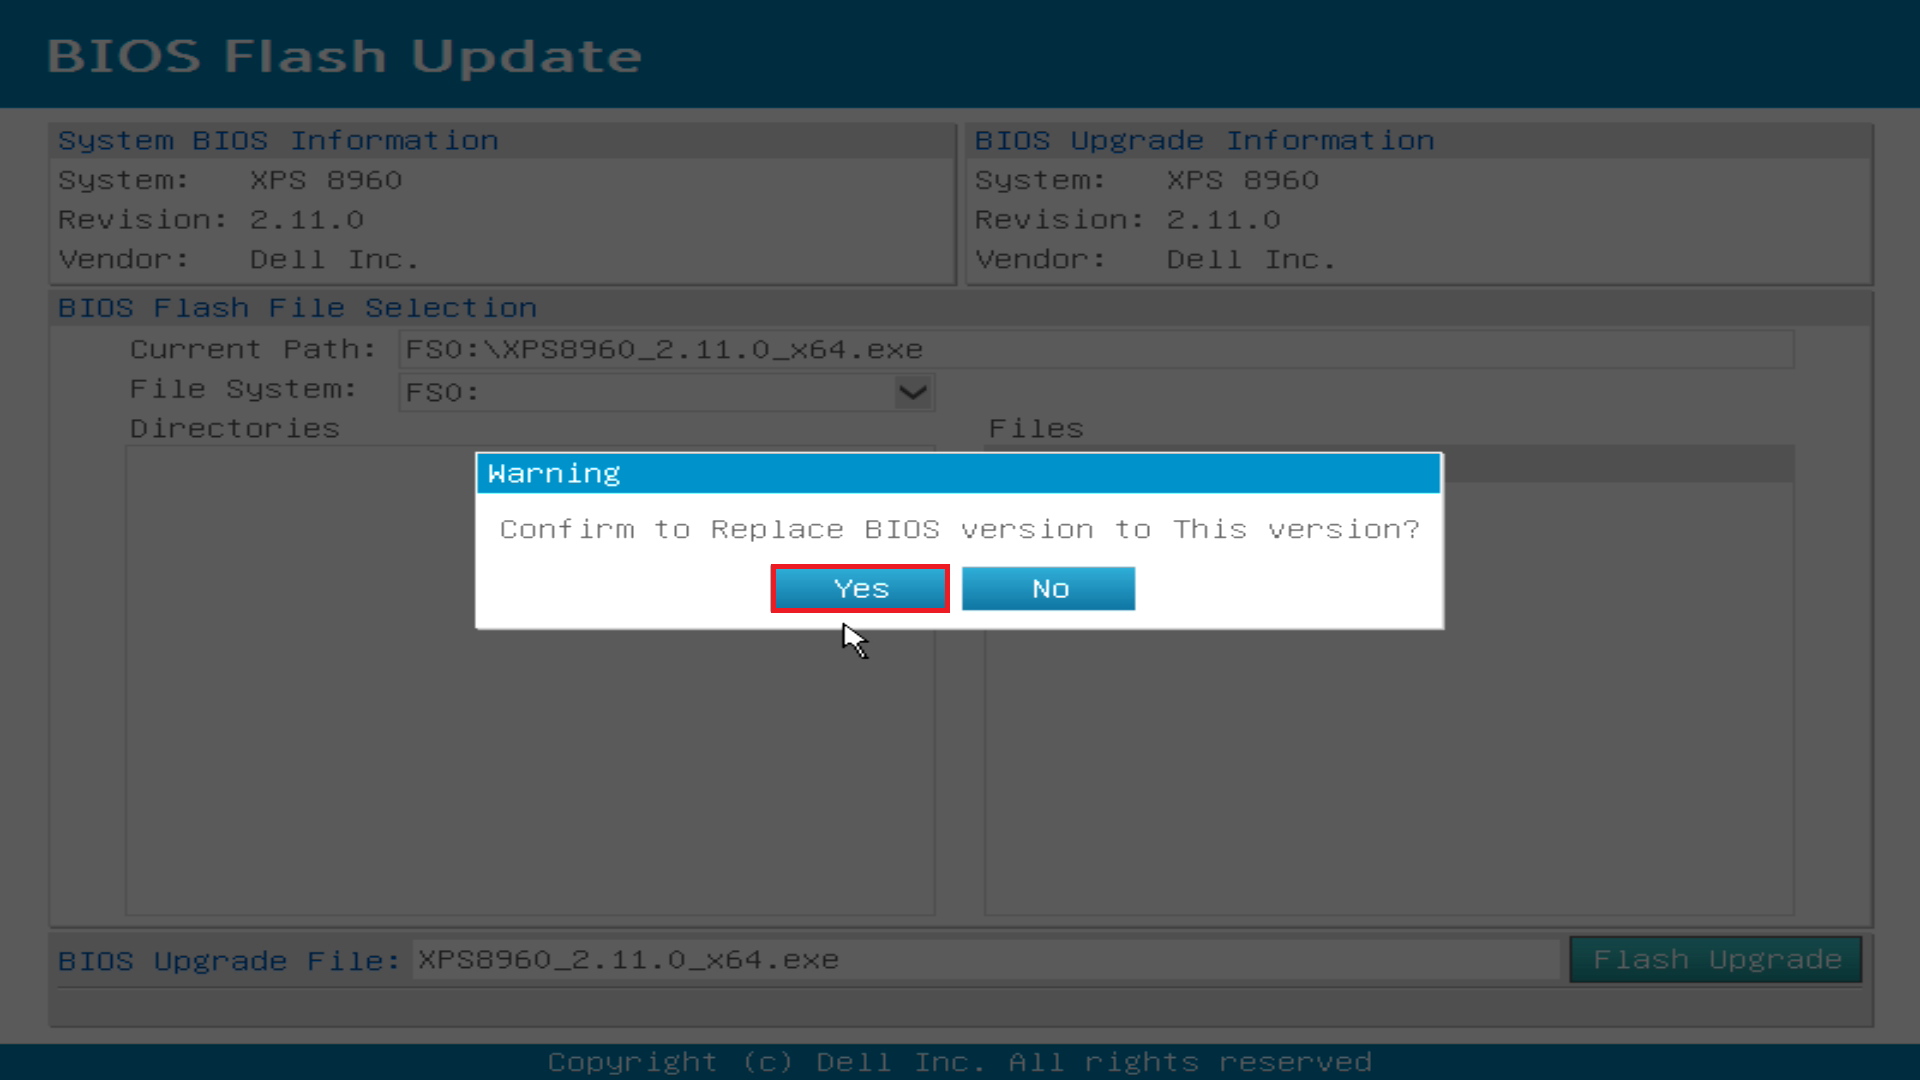 BIOS Flash Update
System BIOS Information
System: XPS 8960
Revision: 2.11.0
Vendor: Dell Inc.
BIOS Upgrade Information
System: XPS 8960
Revision: 2.11.0
Vendor: Dell Inc.
BIOS Flash File Selection
Current Path: FS0:\XPS8960_2.11.0_x64.exe
File System: FS0:
Directories
Files
Warning
Confirm to Replace BIOS version to This version?
Yes
No
BIOS Upgrade File: XPS8960_2.11.0_x64.exe
Flash Upgrade
Copyright (c) Dell Inc. All rights reserved